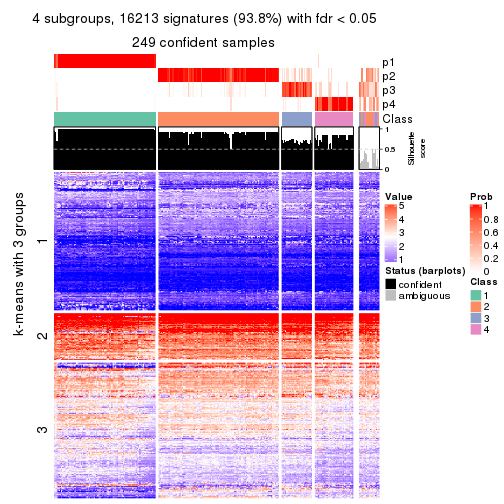 4 subgroups, 16213 signatures (93.8%) with fdr < 0.05
249 confident samples
p1
p2
p3
p4
Class
1
0.5
0
Silhouette
score
k-means with 3 groups
1
2
3
Value
5
4
3
2
1
Status (barplots)
confident
ambiguous
Prob
1
0.8
0.6
0.4
0.2
0
Class
1
2
3
4